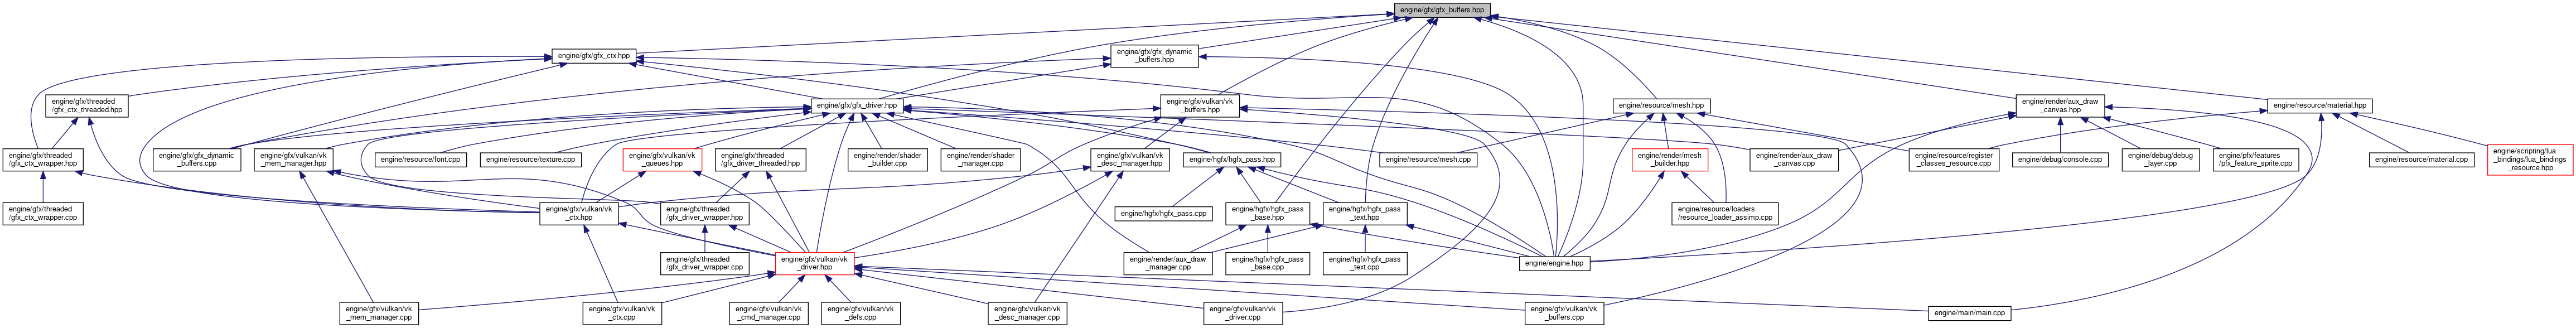 engine/gfx/gfx_buffers.hpp
engine/gfx/gfx_ctx.hpp
engine/gfx/gfx_dynamic
_buffers.hpp
engine/gfx/threaded
/gfx_ctx_threaded.hpp
engine/gfx/gfx_driver.hpp
engine/gfx/vulkan/vk
_buffers.hpp
engine/resource/mesh.hpp
engine/render/aux_draw
_canvas.hpp
engine/resource/material.hpp
engine/gfx/threaded
/gfx_ctx_wrapper.hpp
engine/gfx/gfx_dynamic
_buffers.cpp
engine/gfx/vulkan/vk
_mem_manager.hpp
engine/resource/font.cpp
engine/resource/texture.cpp
engine/gfx/vulkan/vk
_queues.hpp
engine/gfx/threaded
/gfx_driver_threaded.hpp
engine/render/shader
_builder.cpp
engine/render/shader
_manager.cpp
engine/gfx/vulkan/vk
_desc_manager.hpp
engine/hgfx/hgfx_pass.hpp
engine/resource/mesh.cpp
engine/render/mesh
_builder.hpp
engine/render/aux_draw
_canvas.cpp
engine/resource/register
_classes_resource.cpp
engine/debug/console.cpp
engine/debug/debug
_layer.cpp
engine/pfx/features
/pfx_feature_sprite.cpp
engine/resource/material.cpp
engine/scripting/lua
_bindings/lua_bindings
_resource.hpp
engine/gfx/threaded
/gfx_ctx_wrapper.cpp
engine/gfx/vulkan/vk
_ctx.hpp
engine/gfx/threaded
/gfx_driver_wrapper.hpp
engine/hgfx/hgfx_pass.cpp
engine/hgfx/hgfx_pass
_base.hpp
engine/hgfx/hgfx_pass
_text.hpp
engine/resource/loaders
/resource_loader_assimp.cpp
engine/gfx/threaded
/gfx_driver_wrapper.cpp
engine/gfx/vulkan/vk
_driver.hpp
engine/render/aux_draw
_manager.cpp
engine/hgfx/hgfx_pass
_base.cpp
engine/hgfx/hgfx_pass
_text.cpp
engine/engine.hpp
engine/gfx/vulkan/vk
_mem_manager.cpp
engine/gfx/vulkan/vk
_ctx.cpp
engine/gfx/vulkan/vk
_cmd_manager.cpp
engine/gfx/vulkan/vk
_defs.cpp
engine/gfx/vulkan/vk
_desc_manager.cpp
engine/gfx/vulkan/vk
_driver.cpp
engine/gfx/vulkan/vk
_buffers.cpp
engine/main/main.cpp